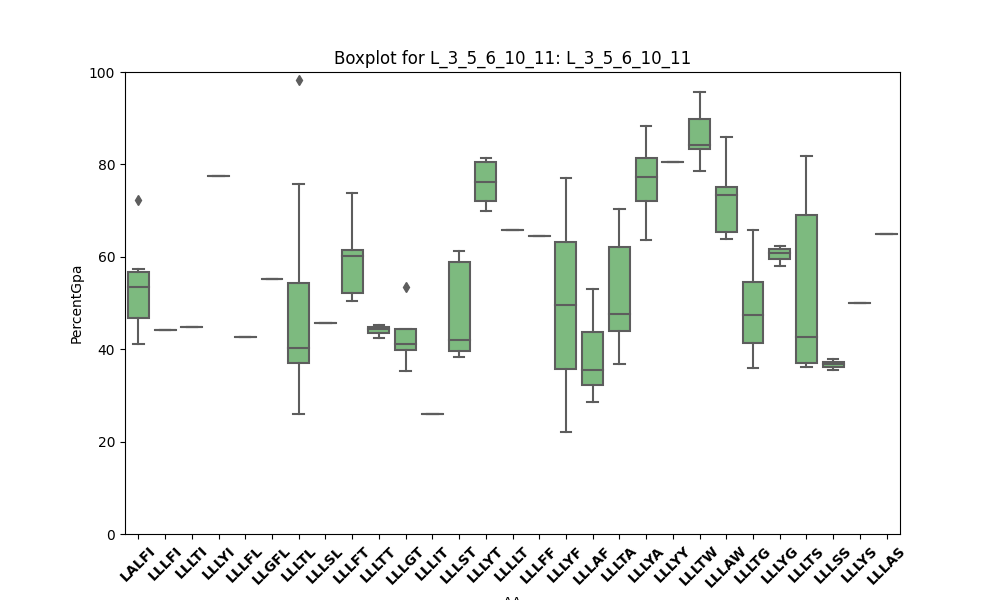 Boxplot for L_3_5_6_10_11: L_3_5_6_10_11
PercentGpa
100
80
60
40
20
0
LALFI
LLLFI
LLLTI
LLLYI
LLLFL
LLGFL
LLLTL
LLLSL
LLLFT
LLLTT
LLLGT
LLLIT
LLLST
LLLYT
LLLLT
LLLFF
LLLYF
LLLAF
LLLTA
LLLYA
LLLYY
LLLTW
LLLAW
LLLTG
LLLYG
LLLTS
LLLSS
LLLYS
LLLAS